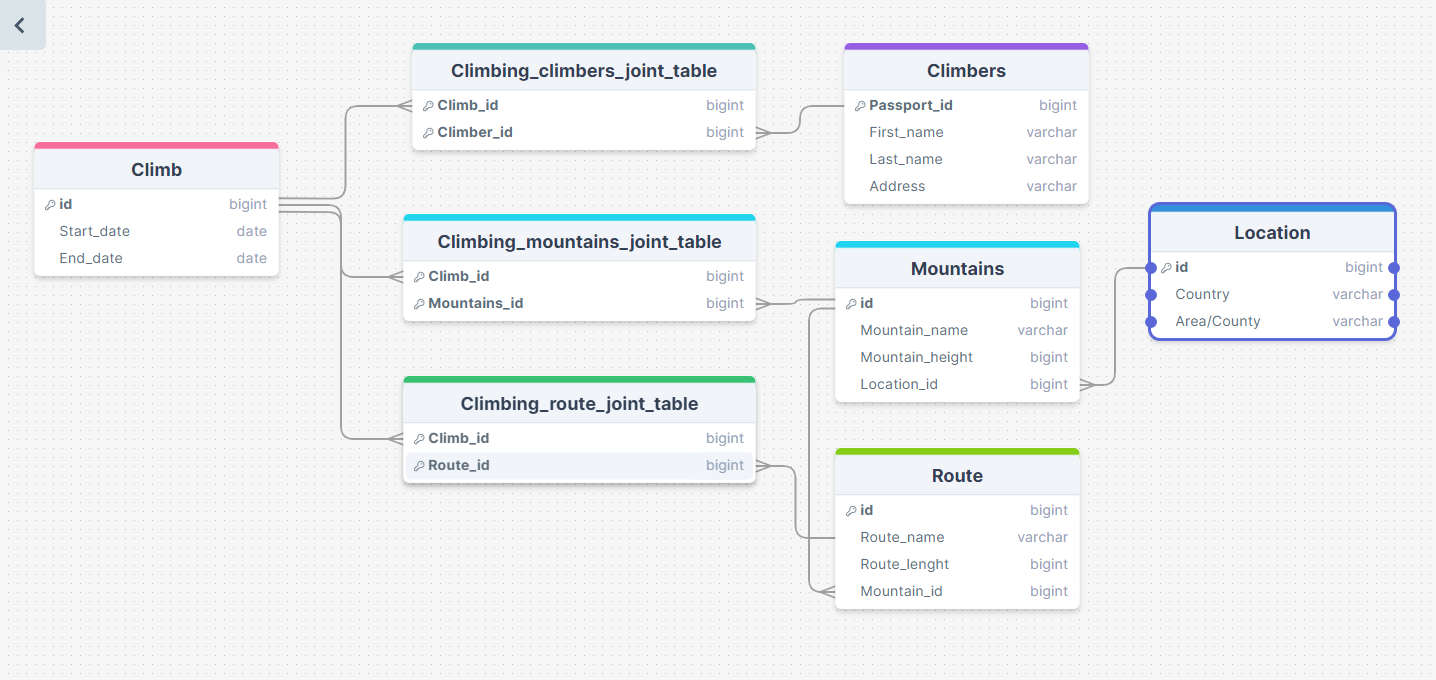 Climb
id bigint
Start_date date
End_date date
Climbing_climbers_joint_table
Climb_id bigint
Climber_id bigint
Climbing_mountains_joint_table
Climb_id bigint
Mountains_id bigint
Climbing_route_joint_table
Climb_id bigint
Route_id bigint
Climbers
Passport_id bigint
First_name varchar
Last_name varchar
Address varchar
Mountains
id bigint
Mountain_name varchar
Mountain_height bigint
Location_id bigint
Route
id bigint
Route_name varchar
Route_lenght bigint
Mountain_id bigint
Location
id bigint
Country varchar
Area/County varchar